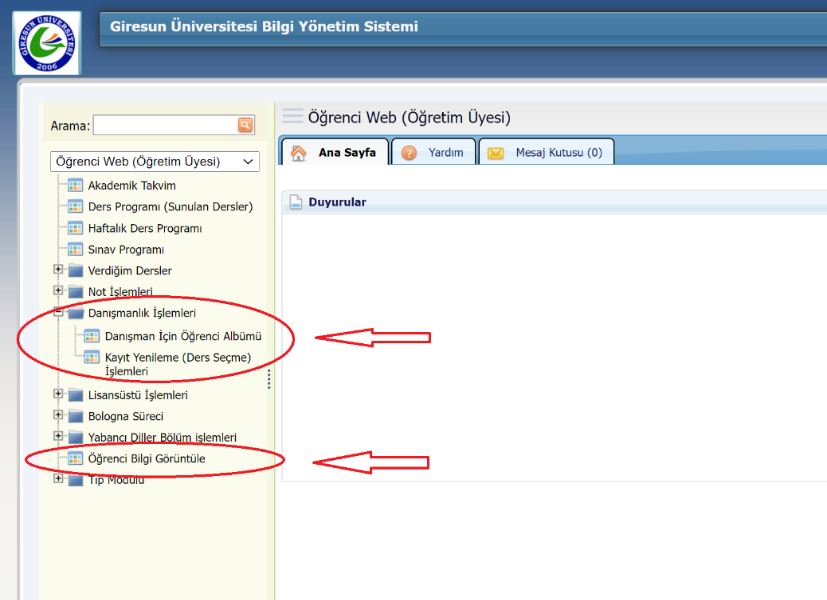 GİRESUN ÜNİVERSİTESİ
2006
Giresun Üniversitesi Bilgi Yönetim Sistemi
Arama:
Öğrenci Web (Öğretim Üyesi)
Akademik Takvim
Ders Programı (Sunulan Dersler)
Haftalık Ders Programı
Sınav Programı
Verdiğim Dersler
Not İşlemleri
Danışmanlık İşlemleri
Danışman İçin Öğrenci Albümü
Kayıt Yenileme (Ders Seçme)
İşlemleri
Lisansüstü İşlemleri
Bologna Süreci
Yabancı Diller Bölüm işlemleri
Öğrenci Bilgi Görüntüle
Tıp Modülü
Öğrenci Web (Öğretim Üyesi)
Ana Sayfa
Yardım
Mesaj Kutusu (0)
Duyurular